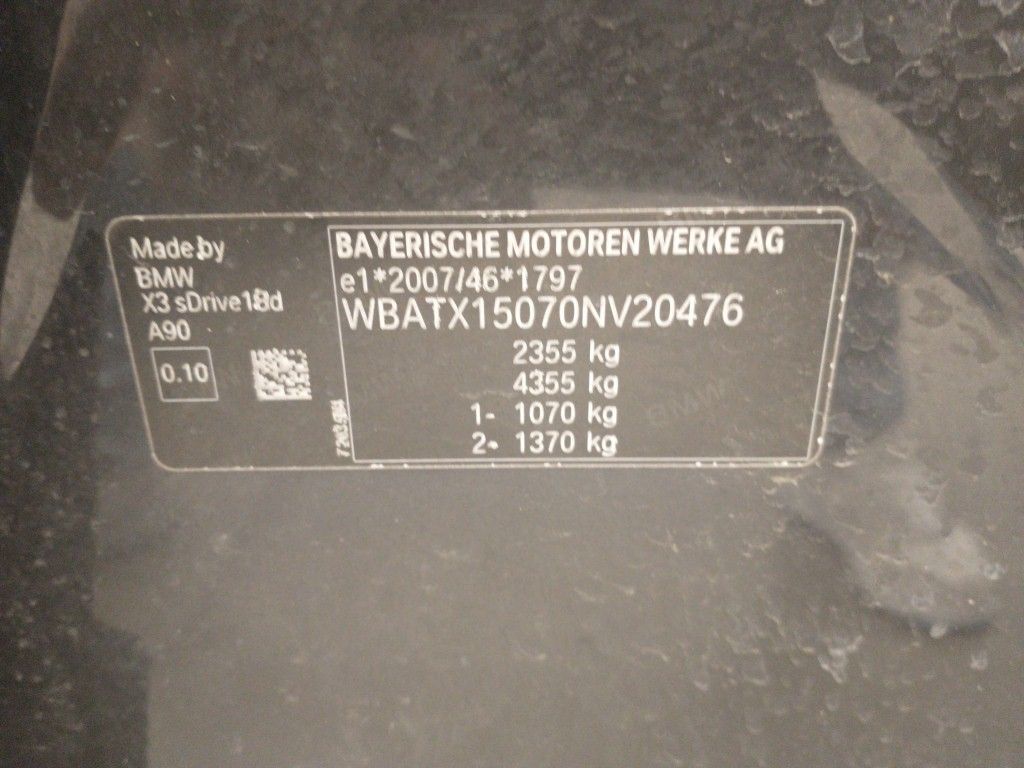 Made by
BMW
X3 sDrive18d
A90
0.10
BAYERISCHE MOTOREN WERKE AG
e1*2007/46*1797
WBATX15070NV20476
2355 kg
4355 kg
1- 1070 kg
2- 1370 kg